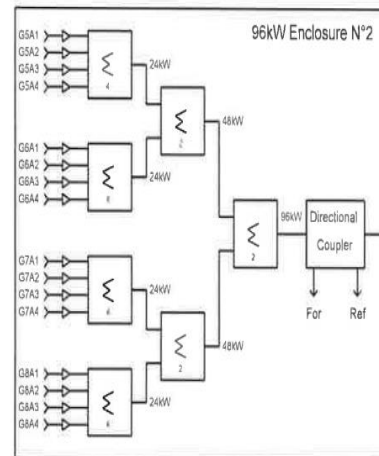 96kW Enclosure N°2
G5A1
G5A2
G5A3
G5A4
Σ
4
24kW
G6A1
G6A2
G6A3
G6A4
Σ
24kW
Σ
2
48kW
G7A1
G7A2
G7A3
G7A4
Σ
24kW
G8A1
G8A2
G8A3
G8A4
Σ
24kW
Σ
2
48kW
Σ
2
96kW
Directional
Coupler
For
Ref